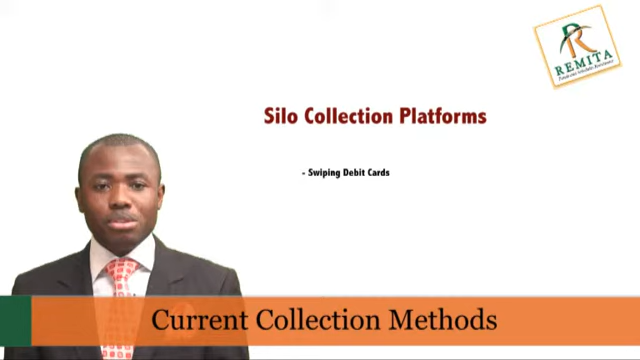 REMITA
Silo Collection Platforms
- Swiping Debit Cards
Current Collection Methods